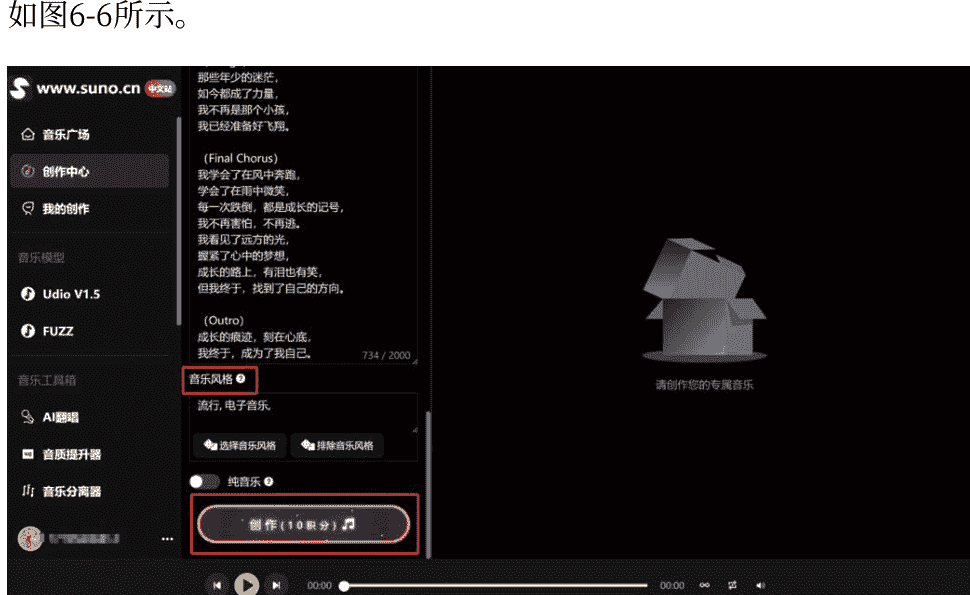 如图6-6所示。
www.suno.cn 中文站
音乐广场
创作中心
我的创作
音乐模型
Udio V1.5
FUZZ
音乐工具箱
AI翻唱
音质提升器
音乐分离器
那些年少的迷茫，
如今都成了力量，
我不再是那个小孩，
我已经准备好飞翔。
（Final Chorus）
我学会了在风中奔跑，
学会了在雨中微笑，
每一次跌倒，都是成长的记号，
我不再害怕，不再逃。
我看见了远方的光，
握紧了心中的梦想，
成长的路上，有泪也有笑，
但我终于，找到了自己的方向。
（Outro）
成长的痕迹，刻在心底，
我终于，成为了我自己。
734 / 2000
音乐风格
流行, 电子音乐,
选择音乐风格 排除音乐风格
纯音乐
创作(10积分)
请创作您的专属音乐
00:00 00:00